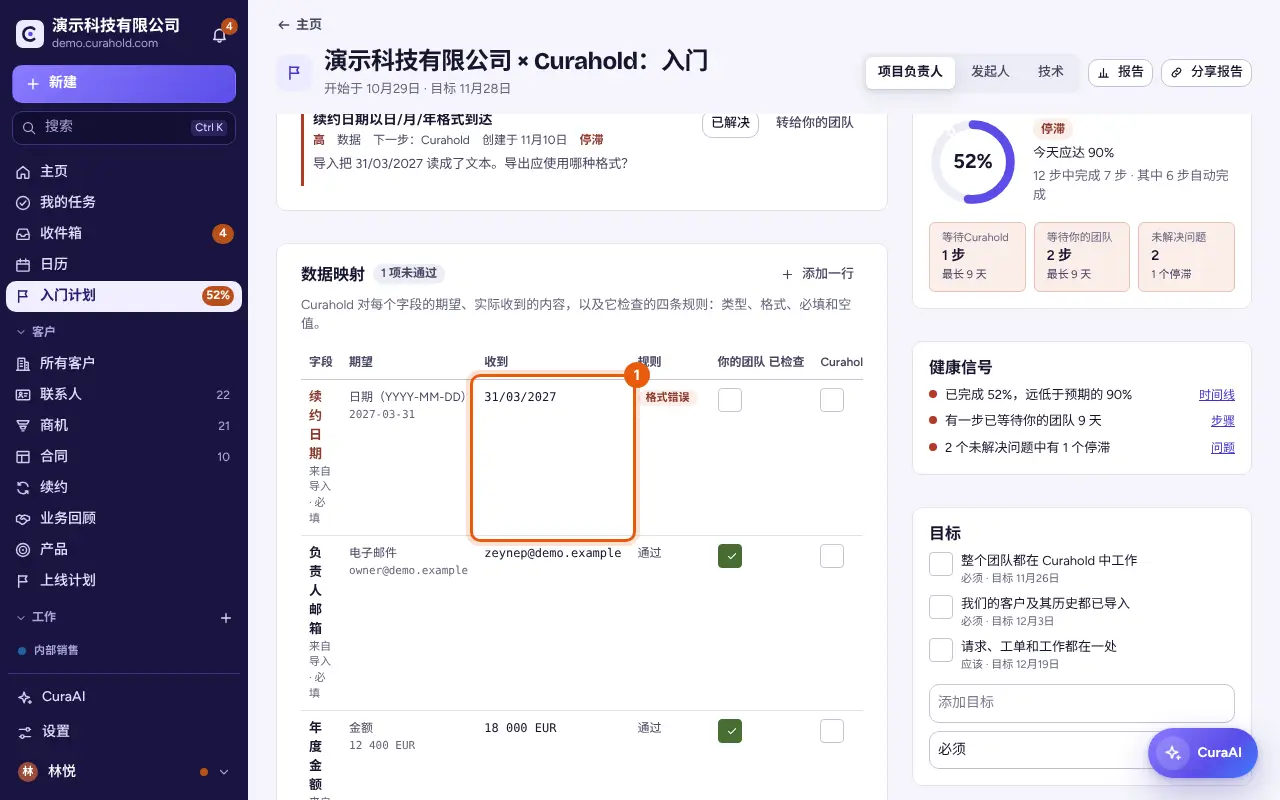 演示科技有限公司
demo.curahold.com
4
新建
搜索
Ctrl K
主页
我的任务
收件箱
4
日历
入门计划
52%
客户
所有客户
联系人
22
商机
21
合同
10
续约
业务回顾
产品
上线计划
工作
内部销售
CuraAI
设置
林
林悦
主页
演示科技有限公司 × Curahold：入门
开始于 10月29日 · 目标 11月28日
项目负责人
发起人
技术
报告
分享报告
续约日期以日/月/年格式到达
高 数据 下一步：Curahold 创建于 11月10日 停滞
导入把 31/03/2027 读成了文本。导出应使用哪种格式？
已解决
转给你的团队
数据映射
1 项未通过
添加一行
Curahold 对每个字段的期望、实际收到的内容，以及它检查的四条规则：类型、格式、必填和空
值。
字段 期望 收到 规则 你的团队 已检查 Curahol
续
约
日
期
来自
导入
· 必
填
日期（YYYY-MM-DD）
2027-03-31
31/03/2027
1
格式错误
负
责
人
邮
箱
来自
导入
· 必
填
电子邮件
owner@demo.example
zeynep@demo.example
通过
年
度
金
额
来自
金额
12 400 EUR
18 000 EUR
通过
52%
停滞
今天应达 90%
12 步中完成 7 步 · 其中 6 步自动完
成
等待Curahold
1 步
最长 9 天
等待你的团队
2 步
最长 9 天
未解决问题
2
1 个停滞
健康信号
已完成 52%，远低于预期的 90%
时间线
有一步已等待你的团队 9 天
步骤
2 个未解决问题中有 1 个停滞
问题
目标
整个团队都在 Curahold 中工作
必须 · 目标 11月26日
我们的客户及其历史都已导入
必须 · 目标 12月3日
请求、工单和工作都在一处
应该 · 目标 12月19日
添加目标
必须
CuraAI